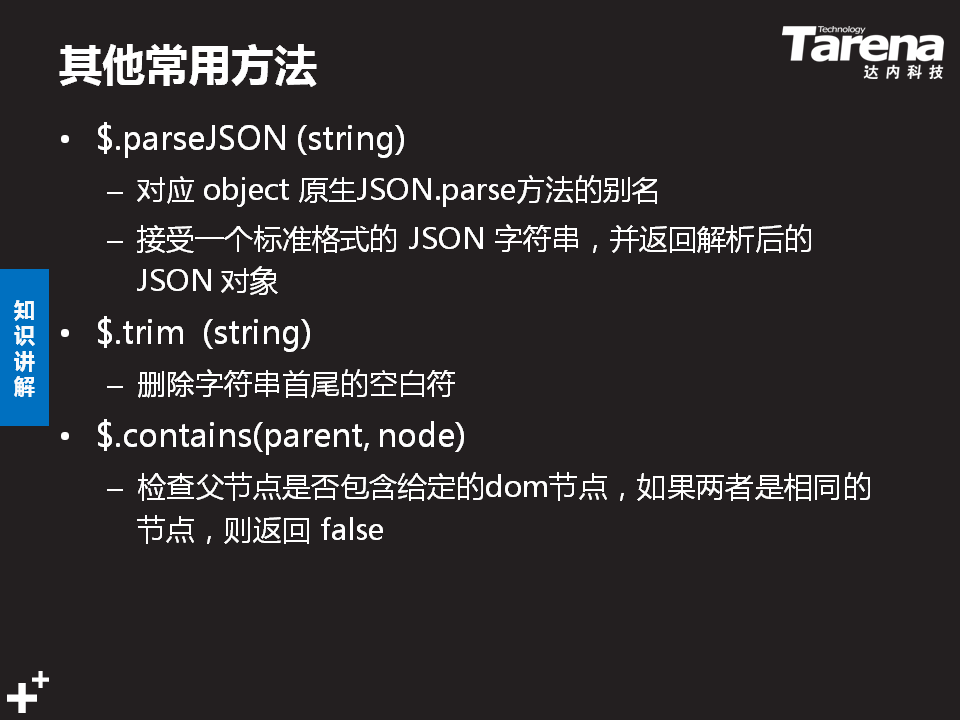 其他常用方法
Technology
Tarena
达内科技
• $.parseJSON (string)
– 对应 object 原生JSON.parse方法的别名
– 接受一个标准格式的 JSON 字符串，并返回解析后的
JSON 对象
• $.trim  (string)
– 删除字符串首尾的空白符
• $.contains(parent, node)
– 检查父节点是否包含给定的dom节点，如果两者是相同的
节点，则返回 false
知
识
讲
解